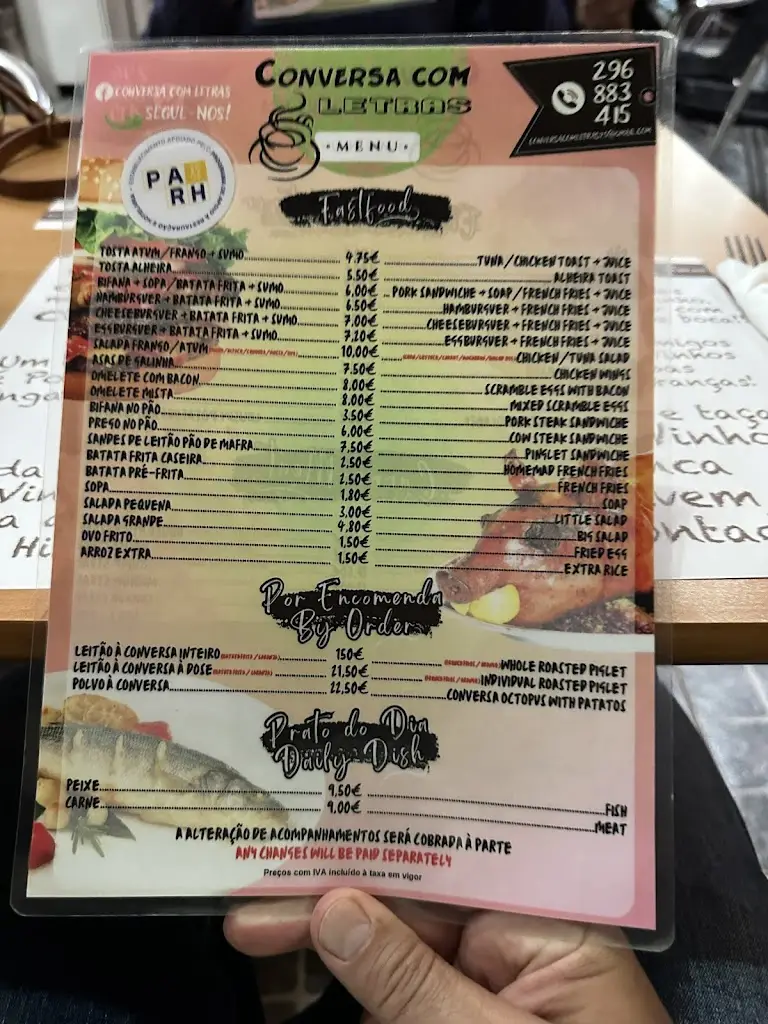 CONVERSA COM LETRAS
SEGUE-NOS!
CONVERSA COM
LETRAS
• MENU •
296
883
415
PA
RH
Fastfood
TOSTA ATUM/FRANGO + SUMO 4.75€ TUNA/CHICKEN TOAST + JUICE
TOSTA ALHEIRA 5.50€ ALHEIRA TOAST
BIFANA + SOPA/BATATA FRITA + SUMO 6.00€ PORK SANDWICHE + SOAP/FRENCH FRIES + JUICE
HAMBURGUER + BATATA FRITA + SUMO 6.50€ HAMBURGUER + FRENCH FRIES + JUICE
CHEESEBURGUER + BATATA FRITA + SUMO 7.00€ CHEESEBURGUER + FRENCH FRIES + JUICE
EGGBURGUER + BATATA FRITA + SUMO 7,20€ EGGBURGUER + FRENCH FRIES + JUICE
SALADA FRANGO/ATUM 10,00€ CHICKEN/TUNA SALAD
ASAS DE GALINHA 7.50€ CHICKEN WINGS
OMELETE COM BACON 8,00€ SCRAMBLE EGGS WITH BACON
OMELETE MISTA 8,00€ MIXED SCRAMBLE EGGS
BIFANA NO PÃO 3.50€ PORK STEAK SANDWICHE
PREGO NO PÃO 6,00€ COW STEAK SANDWICHE
SANDES DE LEITÃO PÃO DE MAFRA 7.50€ PINGLET SANDWICHE
BATATA FRITA CASEIRA 2,50€ HOMEMAD FRENCH FRIES
BATATA PRÉ-FRITA 2,50€ FRENCH FRIES
SOPA 1.80€ SOAP
SALADA PEQUENA 3,00€ LITTLE SALAD
SALADA GRANDE 4.80€ BIG SALAD
OVO FRITO 1,50€ FRIED EGG
ARROZ EXTRA 1,50€ EXTRA RICE
Por Encomenda
By Order
LEITÃO À CONVERSA INTEIRO 150€ WHOLE ROASTED PIGLET
LEITÃO À CONVERSA À DOSE 21,50€ INDIVIDUAL ROASTED PIGLET
POLVO À CONVERSA 22,50€ CONVERSA OCTOPUS WITH PATATOS
Prato do Dia
Daily Dish
PEIXE 9,50€ FISH
CARNE 9,00€ MEAT
A ALTERAÇÃO DE ACOMPANHAMENTOS SERÁ COBRADA À PARTE
ANY CHANGES WILL BE PAID SEPARATELY
Preços com IVA incluído à taxa em vigor